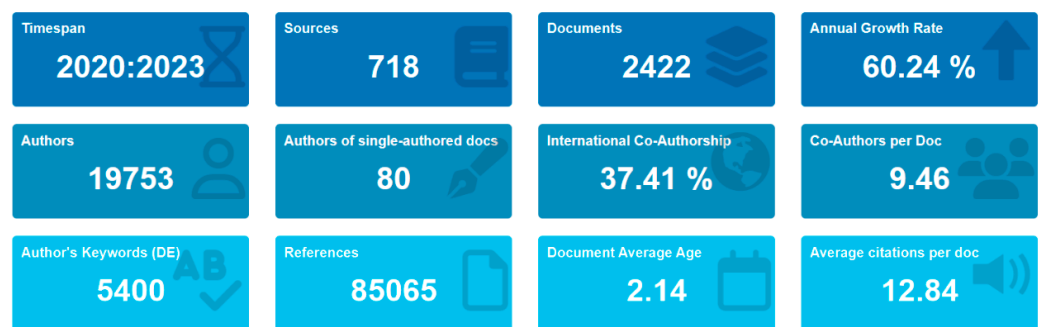 Timespan
2020:2023
Sources
718
Documents
2422
Annual Growth Rate
60.24 %
Authors
19753
Authors of single-authored docs
80
International Co-Authorship
37.41 %
Co-Authors per Doc
9.46
Author's Keywords (DE)
5400
AB
References
85065
Document Average Age
2.14
Average citations per doc
12.84